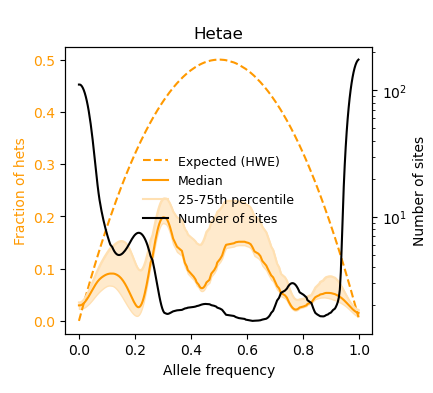 Hetae
Fraction of hets
0.5
0.4
0.3
0.2
0.1
0.0
Expected (HWE)
Median
25-75th percentile
Number of sites
10²
10¹
Number of sites
0.0 0.2 0.4 0.6 0.8 1.0
Allele frequency